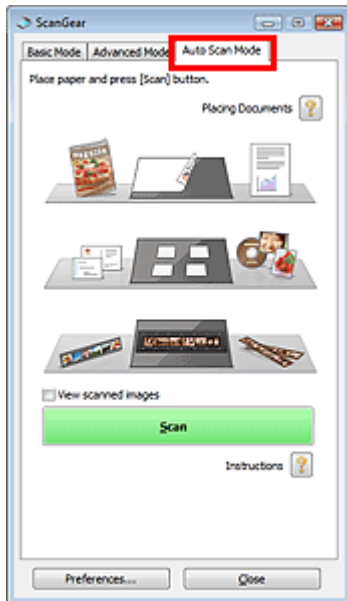 ScanGear
Basic Mode Advanced Mode Auto Scan Mode
Place paper and press [Scan] button.
Placing Documents ?
View scanned images
Scan
Instructions ?
Preferences... Close